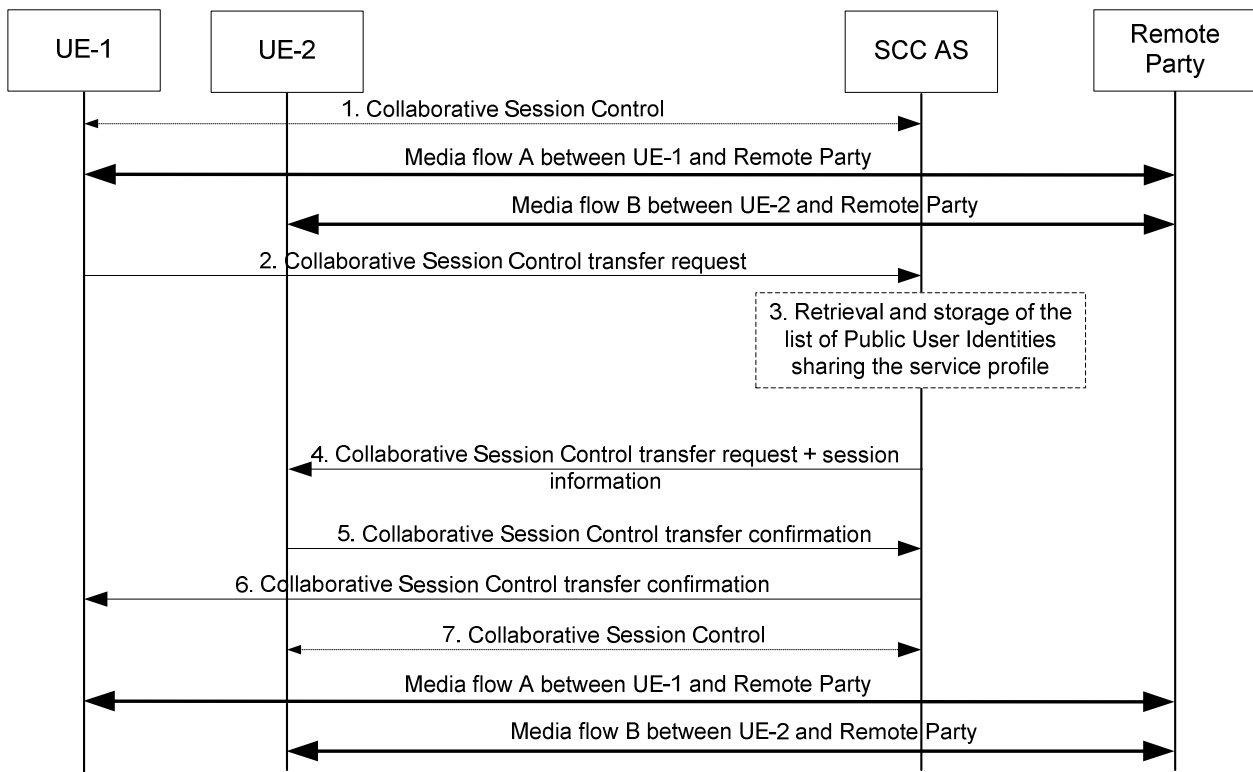 UE-1
UE-2
SCC AS
Remote
Party
1. Collaborative Session Control
Media flow A between UE-1 and Remote Party
Media flow B between UE-2 and Remote Party
2. Collaborative Session Control transfer request
3. Retrieval and storage of the
list of Public User Identities
sharing the service profile
4. Collaborative Session Control transfer request + session
information
5. Collaborative Session Control transfer confirmation
6. Collaborative Session Control transfer confirmation
7. Collaborative Session Control
Media flow A between UE-1 and Remote Party
Media flow B between UE-2 and Remote Party